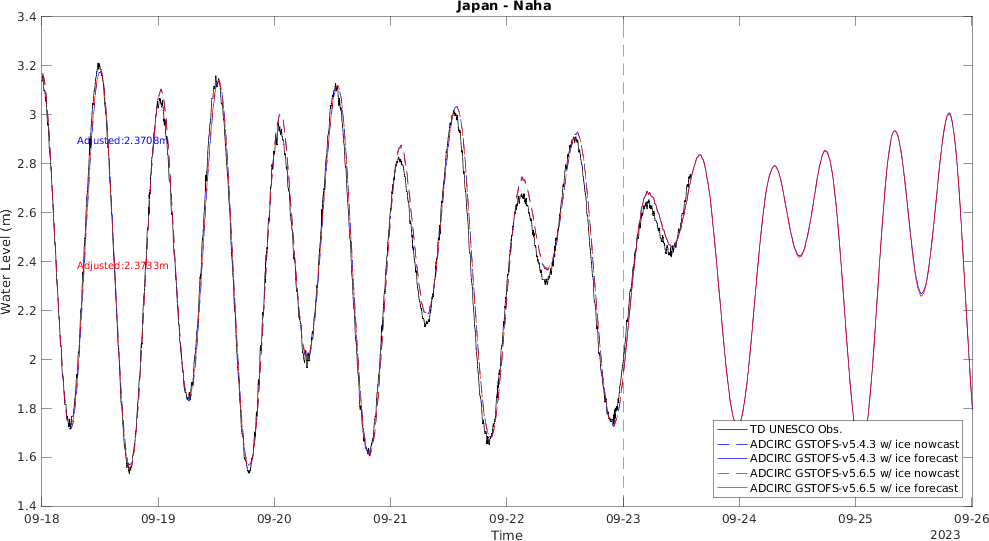 Japan - Naha
3.4
3.2
3
2.8
2.6
2.4
2.2
2
1.8
1.6
1.4
Water Level (m)
Adjusted:2.3708m
Adjusted:2.3733m
TD UNESCO Obs.
ADCIRC GSTOFS-v5.4.3 w/ ice nowcast
ADCIRC GSTOFS-v5.4.3 w/ ice forecast
ADCIRC GSTOFS-v5.6.5 w/ ice nowcast
ADCIRC GSTOFS-v5.6.5 w/ ice forecast
09-18 09-19 09-20 09-21 09-22 09-23 09-24 09-25 09-26
Time
2023